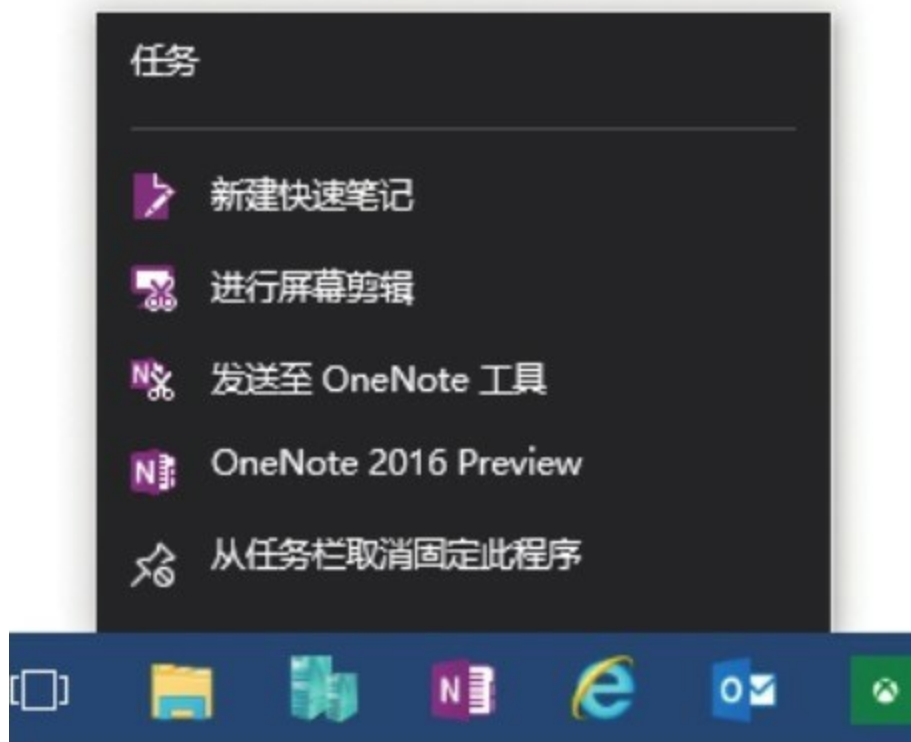 任务
新建快速笔记
进行屏幕剪辑
发送至 OneNote 工具
OneNote 2016 Preview
从任务栏取消固定此程序